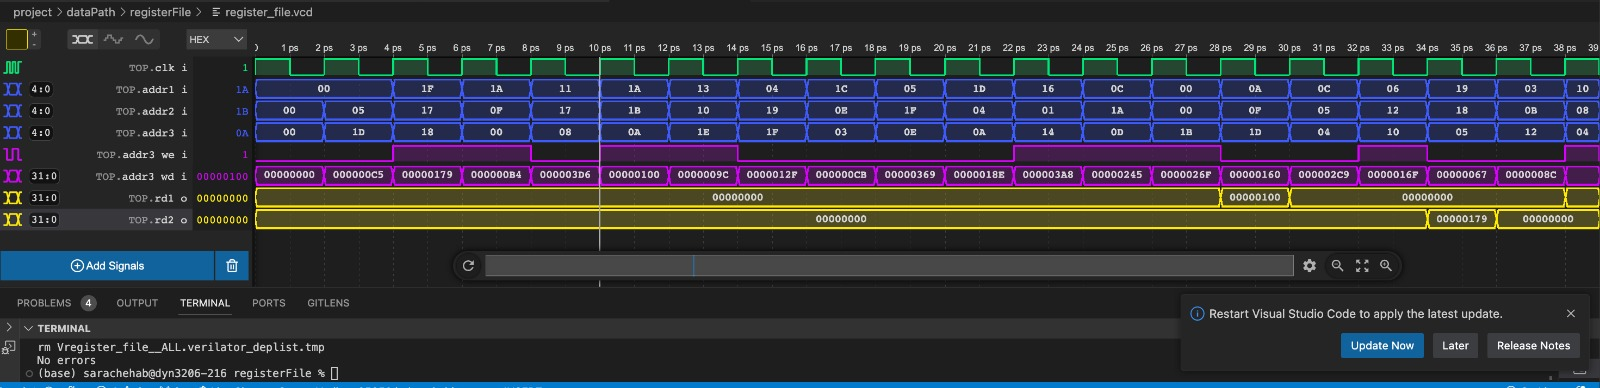 project > dataPath > registerFile > register_file.vcd
+
-
HEX
1 ps 2 ps 3 ps 4 ps 5 ps 6 ps 7 ps 8 ps 9 ps 10 ps 11 ps 12 ps 13 ps 14 ps 15 ps 16 ps 17 ps 18 ps 19 ps 20 ps 21 ps 22 ps 23 ps 24 ps 25 ps 26 ps 27 ps 28 ps 29 ps 30 ps 31 ps 32 ps 33 ps 34 ps 35 ps 36 ps 37 ps 38 ps 39
TOP.clk i 1
4:0 TOP.addr1 i 1A 00 1F 1A 11 1A 13 04 1C 05 1D 16 0C 00 0A 0C 06 19 03 10
4:0 TOP.addr2 i 1B 00 05 17 0F 17 1B 10 19 0E 1F 04 01 1A 00 0F 05 12 18 0B 08
4:0 TOP.addr3 i 0A 00 1D 18 00 08 0A 1E 1F 03 0E 0A 14 0D 1B 1D 04 10 05 12 04
TOP.addr3 we i 1
31:0 TOP.addr3 wd i 00000100 00000000 000000C5 00000179 000000B4 000003D6 00000100 0000009C 0000012F 000000CB 00000369 0000018E 000003A8 00000245 0000026F 00000160 000002C9 0000016F 00000067 0000008C
31:0 TOP.rd1 o 00000000 00000000 00000100 00000000
31:0 TOP.rd2 o 00000000 00000000 00000179 00000000
Add Signals
PROBLEMS 4 OUTPUT TERMINAL PORTS GITLENS
TERMINAL
rm Vregister_file__ALL.verilator_deplist.tmp
No errors
(base) sarachehab@dyn3206-216 registerFile %
Restart Visual Studio Code to apply the latest update.
Update Now Later Release Notes